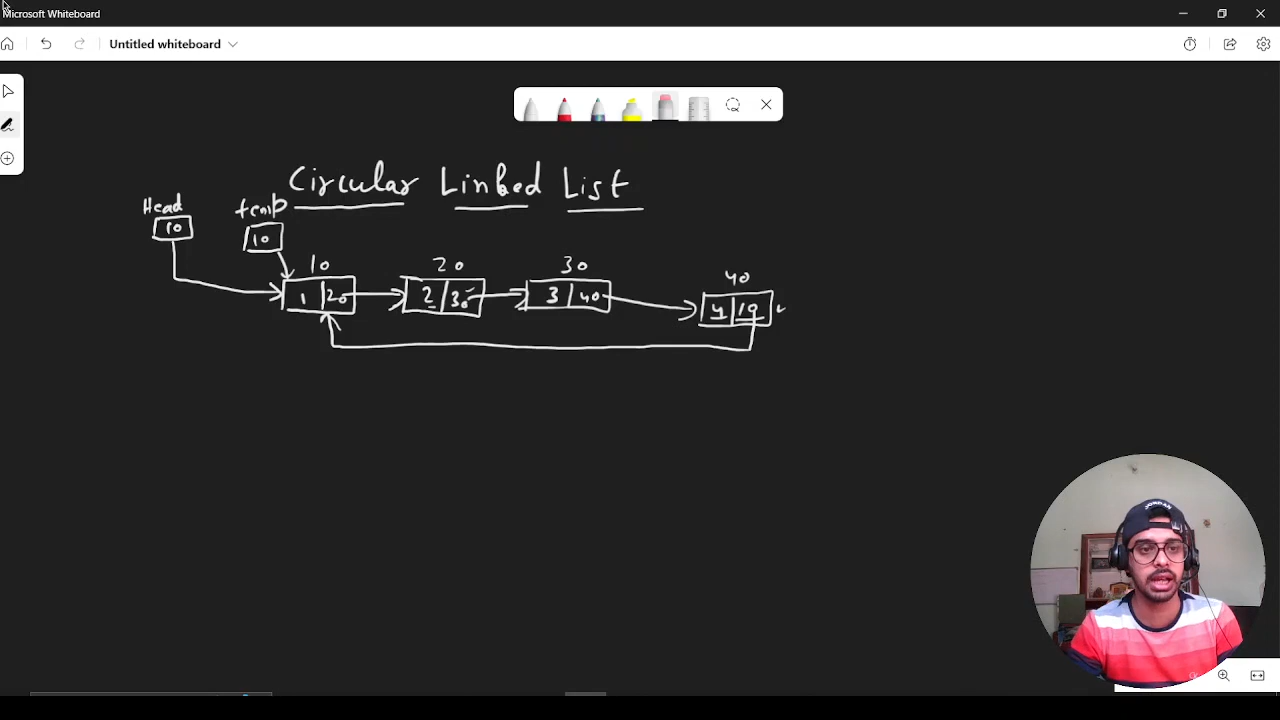 Microsoft Whiteboard
Untitled whiteboard
Circular Linked List
Head temp
10 10
10 20 30 40
1 20 2 30 3 40 4 10
JORDAN